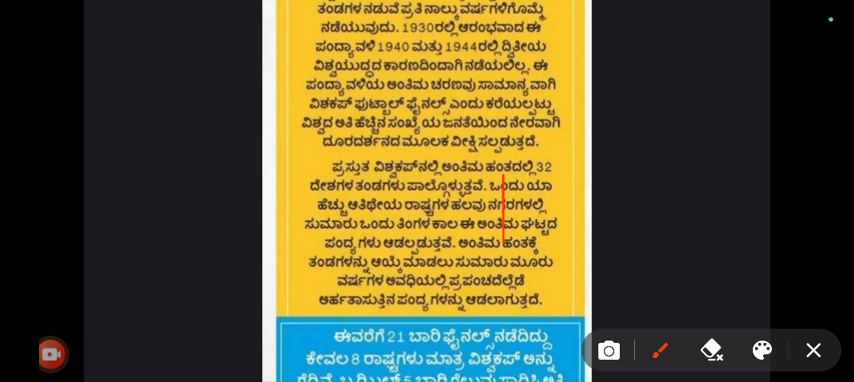 ತಂಡಗಳ ನಡುವೆ ಪ್ರತಿ ನಾಲ್ಕು ವರ್ಷಗಳಿಗೊಮ್ಮೆ
ನಡೆಯುವುದು. 1930ರಲ್ಲಿ ಆರಂಭವಾದ ಈ
ಪಂದ್ಯಾವಳಿ 1940 ಮತ್ತು 1944ರಲ್ಲಿ ದ್ವಿತೀಯ
ವಿಶ್ವಯುದ್ಧದ ಕಾರಣದಿಂದಾಗಿ ನಡೆಯಲಿಲ್ಲ. ಈ
ಪಂದ್ಯಾವಳಿಯ ಅಂತಿಮ ಚರಣವು ಸಾಮಾನ್ಯವಾಗಿ
ವಿಶಕಪ್ ಫುಟ್ಬಾಲ್ ಫೈನಲ್ಸ್ ಎಂದು ಕರೆಯಲ್ಪಟ್ಟು
ವಿಶ್ವದ ಅತಿ ಹೆಚ್ಚಿನ ಸಂಖ್ಯೆಯ ಜನತೆಯಿಂದ ನೇರವಾಗಿ
ದೂರದರ್ಶನದ ಮೂಲಕ ವೀಕ್ಷಿಸಲ್ಪಡುತ್ತದೆ.
ಪ್ರಸ್ತುತ ವಿಶ್ವಕಪ್‌ನಲ್ಲಿ ಅಂತಿಮ ಹಂತದಲ್ಲಿ 32
ದೇಶಗಳ ತಂಡಗಳು ಪಾಲ್ಗೊಳ್ಳುತ್ತವೆ. ಒಂದು ಯಾ
ಹೆಚ್ಚು ಆತಿಥೇಯ ರಾಷ್ಟ್ರಗಳ ಹಲವು ನಗರಗಳಲ್ಲಿ
ಸುಮಾರು ಒಂದು ತಿಂಗಳ ಕಾಲ ಈ ಅಂತಿಮ ಘಟ್ಟದ
ಪಂದ್ಯಗಳು ಆಡಲ್ಪಡುತ್ತವೆ. ಅಂತಿಮ ಹಂತಕ್ಕೆ
ತಂಡಗಳನ್ನು ಆಯ್ಕೆ ಮಾಡಲು ಸುಮಾರು ಮೂರು
ವರ್ಷಗಳ ಅವಧಿಯಲ್ಲಿ ಪ್ರಪಂಚದೆಲ್ಲೆಡೆ
ಅರ್ಹತಾಸುತ್ತಿನ ಪಂದ್ಯಗಳನ್ನು ಆಡಲಾಗುತ್ತದೆ.
ಈವರೆಗೆ 21 ಬಾರಿ ಫೈನಲ್ಸ್ ನಡೆದಿದ್ದು
ಕೇವಲ 8 ರಾಷ್ಟ್ರಗಳು ಮಾತ್ರ ವಿಶ್ವಕಪ್ ಅನ್ನು